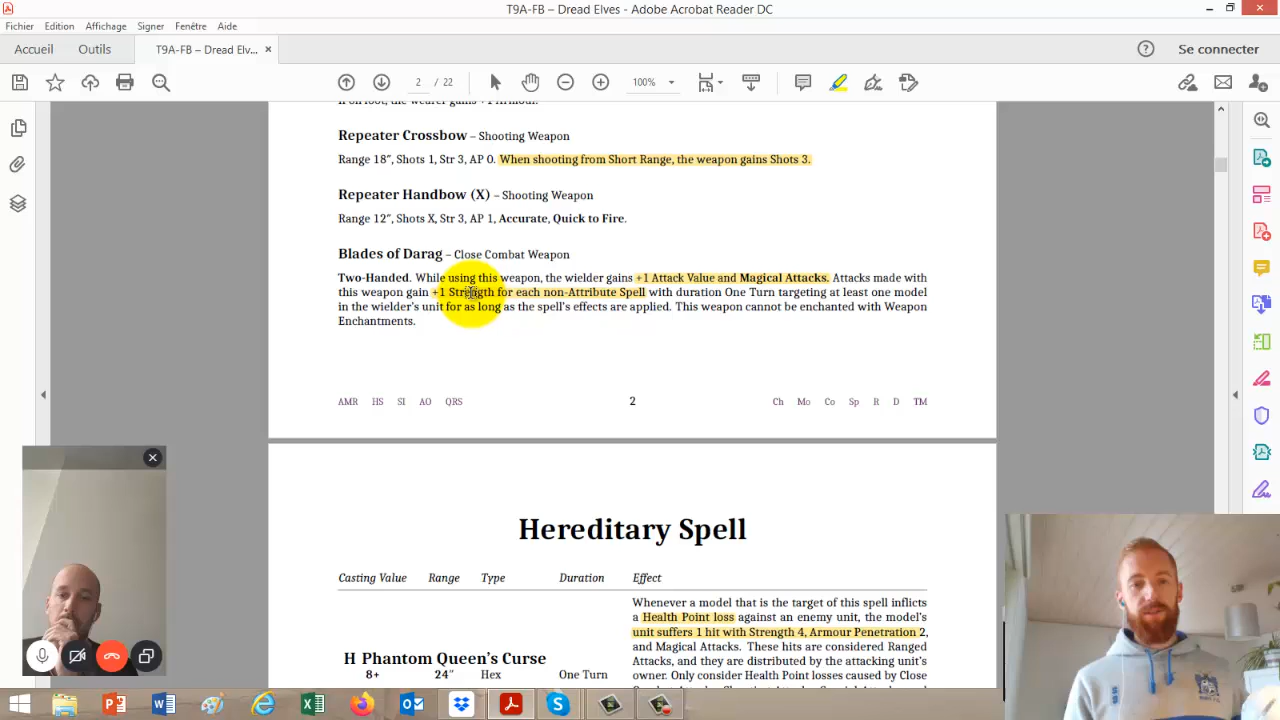 T9A-FB – Dread Elves - Adobe Acrobat Reader DC
Fichier Edition Affichage Signer Fenêtre Aide
Accueil Outils T9A-FB – Dread Elv... × Se connecter
2 / 22 100%
If on foot, the wearer gains +1 Armour.
Repeater Crossbow – Shooting Weapon
Range 18″, Shots 1, Str 3, AP 0. When shooting from Short Range, the weapon gains Shots 3.
Repeater Handbow (X) – Shooting Weapon
Range 12″, Shots X, Str 3, AP 1, Accurate, Quick to Fire.
Blades of Darag – Close Combat Weapon
Two-Handed. While using this weapon, the wielder gains +1 Attack Value and Magical Attacks. Attacks made with
this weapon gain +1 Strength for each non-Attribute Spell with duration One Turn targeting at least one model
in the wielder's unit for as long as the spell's effects are applied. This weapon cannot be enchanted with Weapon
Enchantments.
AMR HS SI AO QRS 2 Ch Mo Co Sp R D TM
Hereditary Spell
Casting Value Range Type Duration Effect
Whenever a model that is the target of this spell inflicts
a Health Point loss against an enemy unit, the model's
unit suffers 1 hit with Strength 4, Armour Penetration 2,
and Magical Attacks. These hits are considered Ranged
Attacks, and they are distributed by the attacking unit's
owner. Only consider Health Point losses caused by Close
H Phantom Queen's Curse
8+ 24″ Hex One Turn